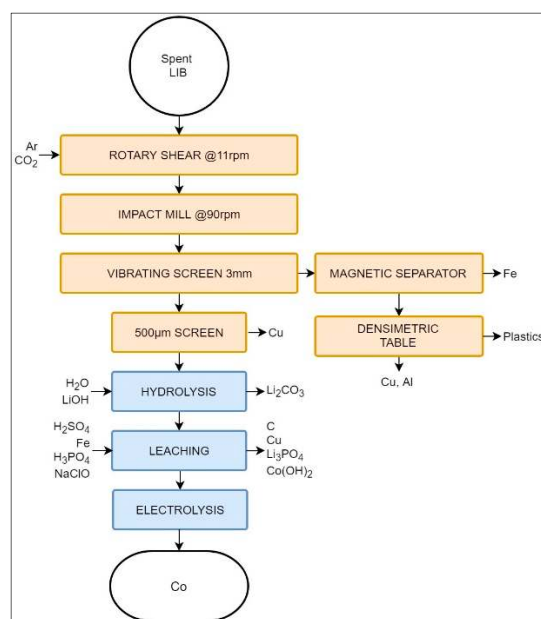 Spent
LIB
Ar
CO₂
ROTARY SHEAR @11rpm
IMPACT MILL @90rpm
VIBRATING SCREEN 3mm
MAGNETIC SEPARATOR
Fe
500µm SCREEN
Cu
DENSIMETRIC
TABLE
Plastics
Cu, Al
H₂O
LiOH
HYDROLYSIS
Li₂CO₃
H₂SO₄
Fe
H₃PO₄
NaClO
LEACHING
C
Cu
Li₃PO₄
Co(OH)₂
ELECTROLYSIS
Co